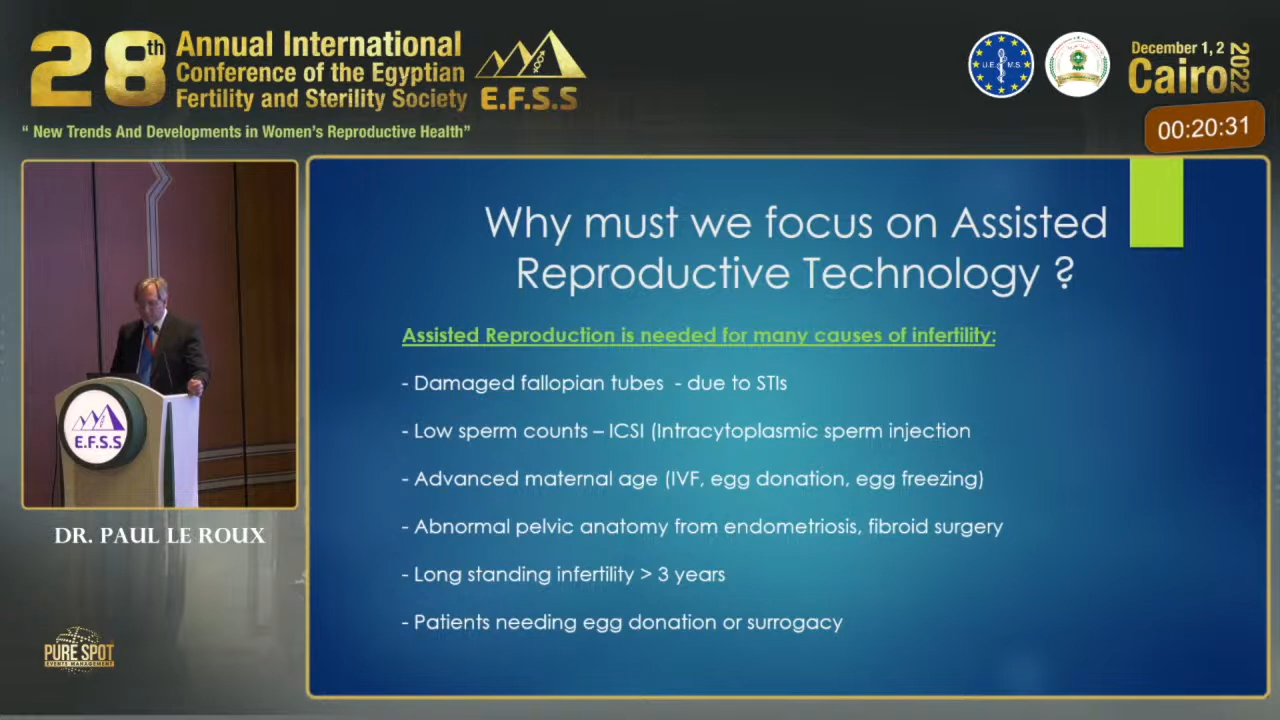 28th Annual International
Conference of the Egyptian
Fertility and Sterility Society
E.F.S.S
“ New Trends And Developments in Women's Reproductive Health”
U.E.M.S.
December 1, 2
Cairo
2022
00:20:31
Why must we focus on Assisted
Reproductive Technology ?
Assisted Reproduction is needed for many causes of infertility:
- Damaged fallopian tubes - due to STIs
- Low sperm counts – ICSI (Intracytoplasmic sperm injection
- Advanced maternal age (IVF, egg donation, egg freezing)
- Abnormal pelvic anatomy from endometriosis, fibroid surgery
- Long standing infertility > 3 years
- Patients needing egg donation or surrogacy
E.F.S.S
DR. PAUL LE ROUX
PURE SPOT
EVENTS MANAGEMENT